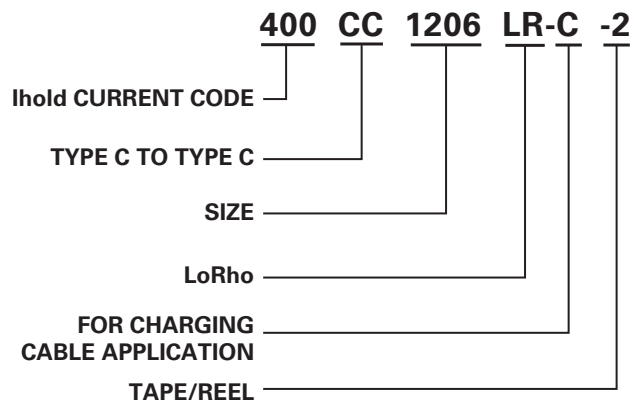 400 CC 1206 LR-C -2
Ihold CURRENT CODE
TYPE C TO TYPE C
SIZE
LoRho
FOR CHARGING
CABLE APPLICATION
TAPE/REEL